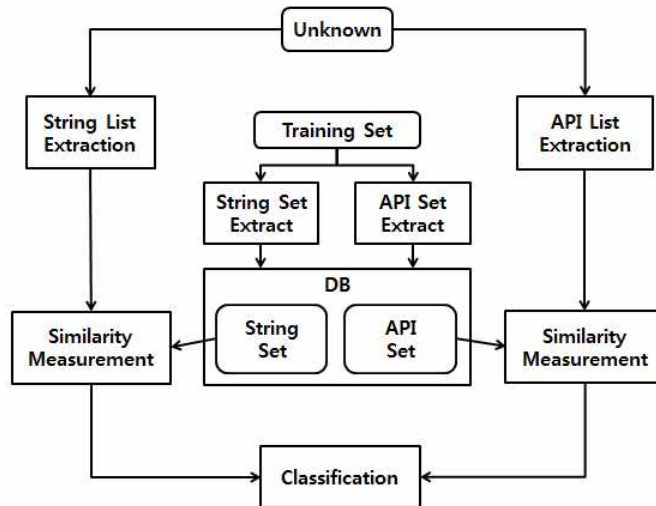 Unknown
String List
Extraction
API List
Extraction
Training Set
String Set
Extract
API Set
Extract
DB
String
Set
API
Set
Similarity
Measurement
Similarity
Measurement
Classification